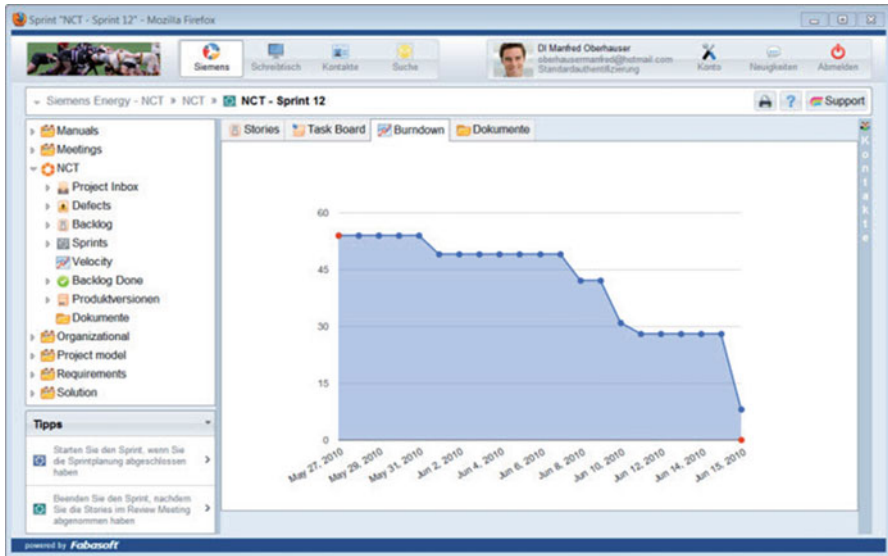 Sprint "NCT - Sprint 12" - Mozilla Firefox
Siemens
Schreibtisch
Kontakte
Suche
DI Manfred Oberhauser
oberhausermanfred@hotmail.com
Standardauthentifizierung
Konto
Neuigkeiten
Abmelden
Siemens Energy - NCT » NCT » NCT - Sprint 12
Support
Manuals
Meetings
NCT
Project Inbox
Defects
Backlog
Sprints
Velocity
Backlog Done
Produktversionen
Dokumente
Organizational
Project model
Requirements
Solution
Tipps
Starten Sie den Sprint, wenn Sie
die Sprintplanung abgeschlossen
haben
Beenden Sie den Sprint, nachdem
Sie die Stories im Review Meeting
abgenommen haben
Stories
Task Board
Burndown
Dokumente
60
45
30
15
0
May 27, 2010
May 29, 2010
May 31, 2010
Jun 2, 2010
Jun 4, 2010
Jun 6, 2010
Jun 8, 2010
Jun 10, 2010
Jun 12, 2010
Jun 14, 2010
Jun 15, 2010
Kontakte
powered by Fabasoft